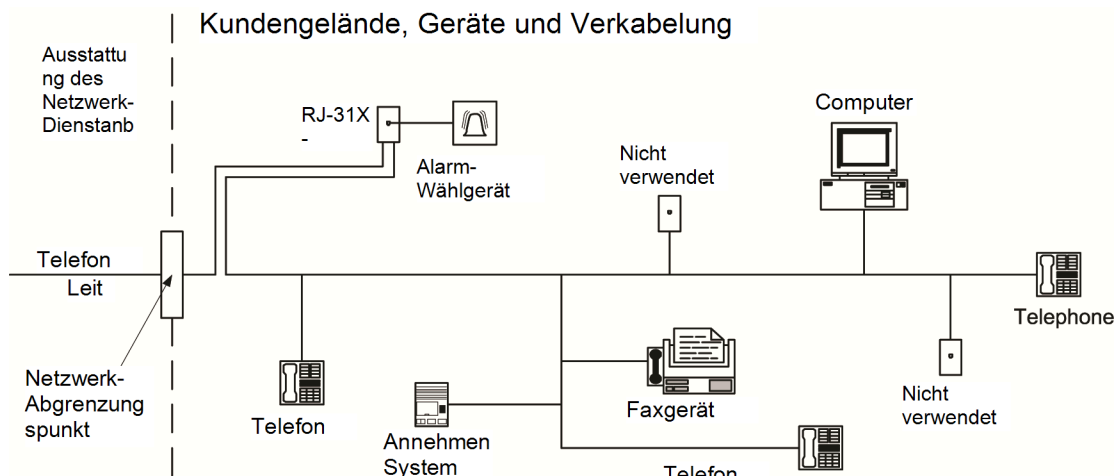 Kundengelände, Geräte und Verkabelung
Ausstattu
ng des
Netzwerk-
Dienstanb
RJ-31X
-
Alarm-
Wählgerät
Nicht
verwendet
Computer
Telefon
Leit
Telephone
Netzwerk-
Abgrenzung
spunkt
Telefon
Annehmen
System
Faxgerät
Nicht
verwendet
Telefon